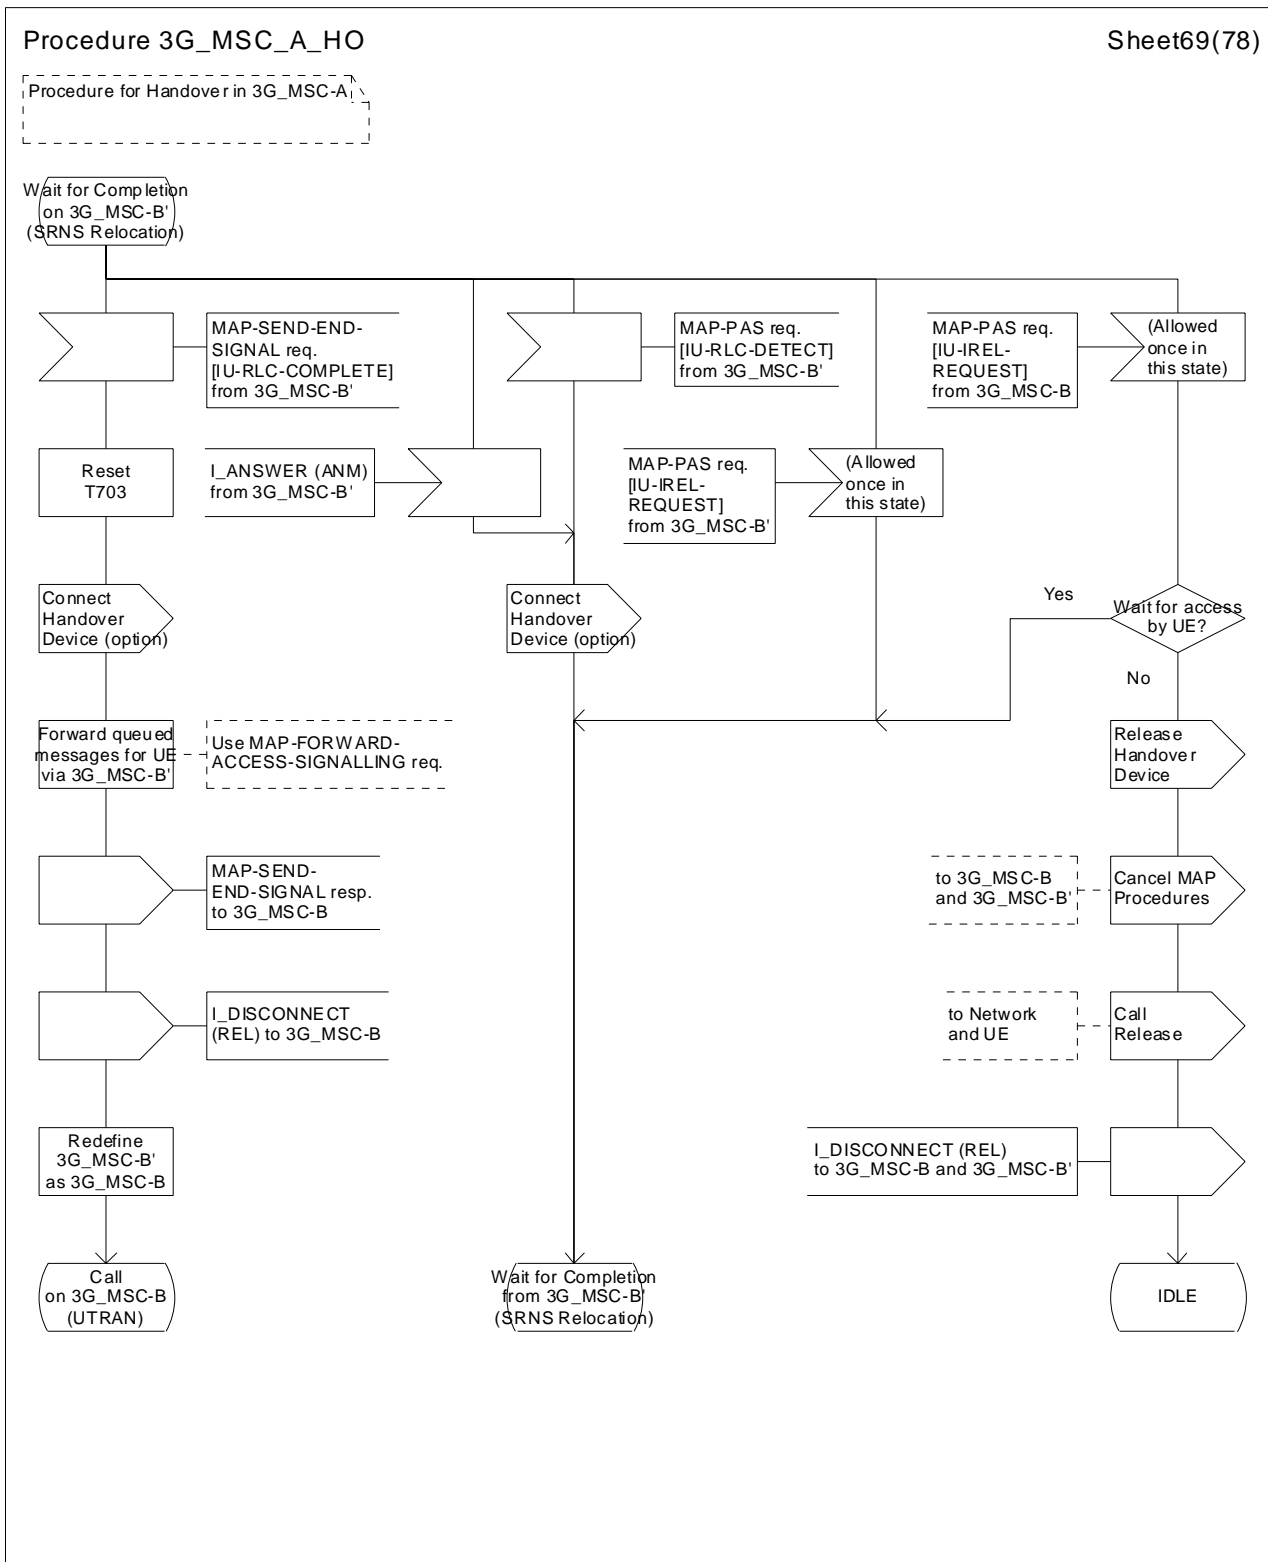 Procedure 3G_MSC_A_HO
Sheet69(78)
Procedure for Handover in 3G_MSC-A
Wait for Completion
on 3G_MSC-B'
(SRNS Relocation)
MAP-SEND-END-
SIGNAL req.
[IU-RLC-COMPLETE]
from 3G_MSC-B'
MAP-PAS req.
[IU-RLC-DETECT]
from 3G_MSC-B'
MAP-PAS req.
[IU-IREL-
REQUEST]
from 3G_MSC-B
(Allowed
once in
this state)
Reset
T703
I_ANSWER (ANM)
from 3G_MSC-B'
MAP-PAS req.
[IU-IREL-
REQUEST]
from 3G_MSC-B'
(Allowed
once in
this state)
Connect
Handover
Device (option)
Connect
Handover
Device (option)
Yes
Wait for access
by UE?
No
Forward queued
messages for UE
via 3G_MSC-B'
Use MAP-FORWARD-
ACCESS-SIGNALLING req.
Release
Handover
Device
MAP-SEND-
END-SIGNAL resp.
to 3G_MSC-B
to 3G_MSC-B
and 3G_MSC-B'
Cancel MAP
Procedures
I_DISCONNECT
(REL) to 3G_MSC-B
to Network
and UE
Call
Release
Redefine
3G_MSC-B'
as 3G_MSC-B
I_DISCONNECT (REL)
to 3G_MSC-B and 3G_MSC-B'
Call
on 3G_MSC-B
(UTRAN)
Wait for Completion
from 3G_MSC-B'
(SRNS Relocation)
IDLE